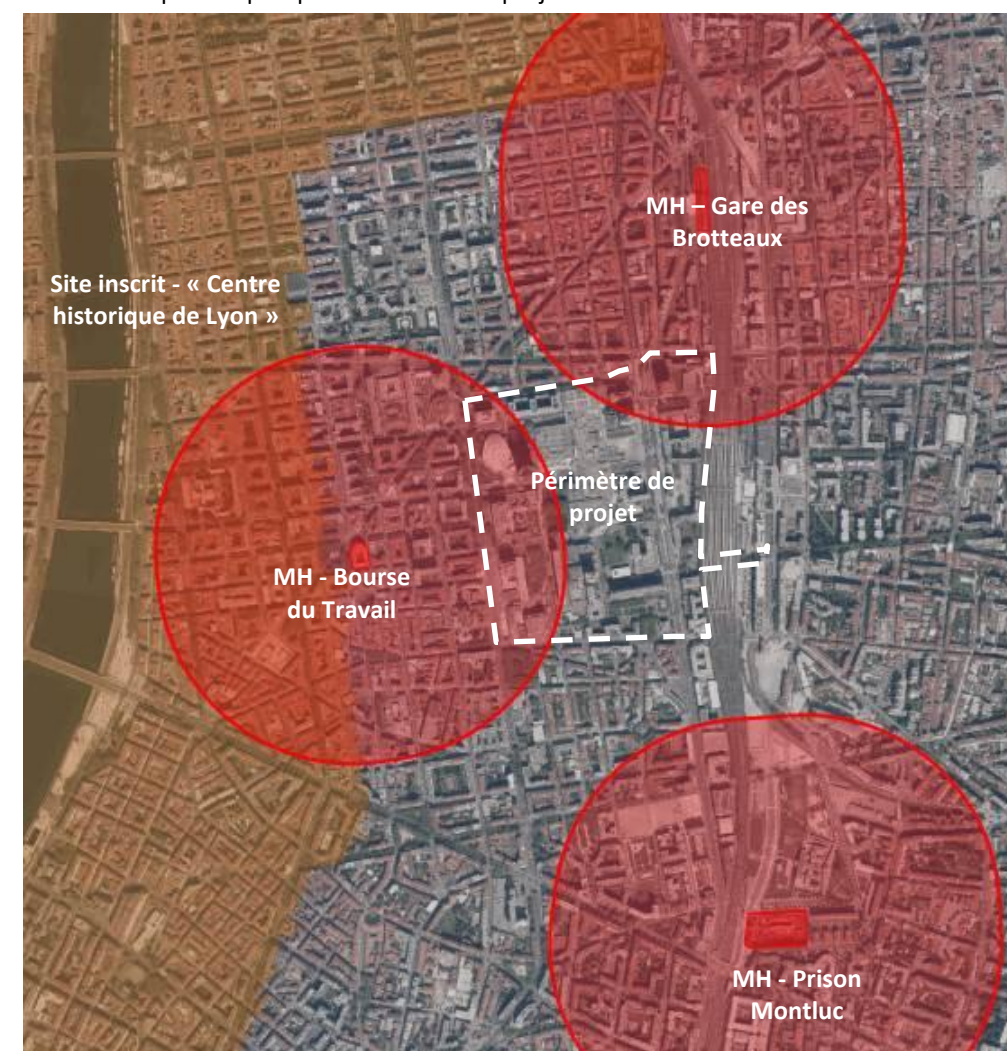 MH – Gare des
Brotteaux
Site inscrit - « Centre
historique de Lyon »
Périmètre de
projet
MH - Bourse
du Travail
MH - Prison
Montluc